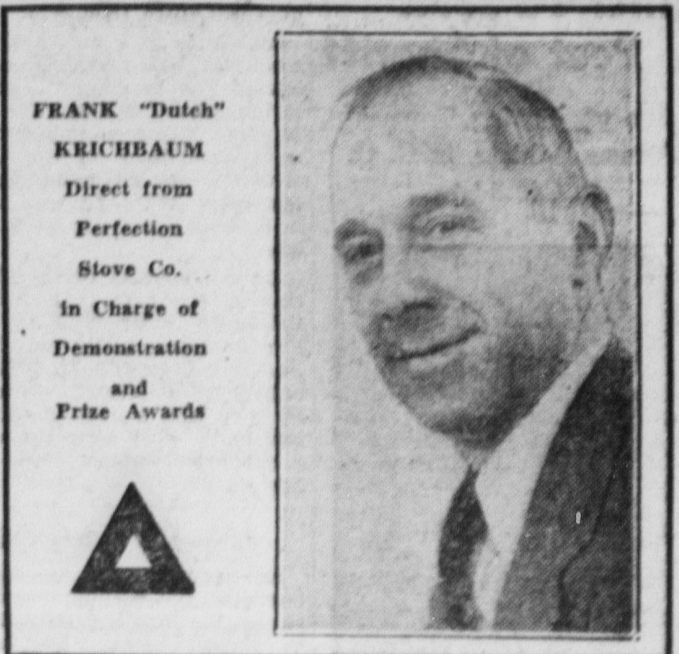 FRANK "Dutch"
KRICHBAUM
Direct from
Perfection
Stove Co.
in Charge of
Demonstration
and
Prize Awards